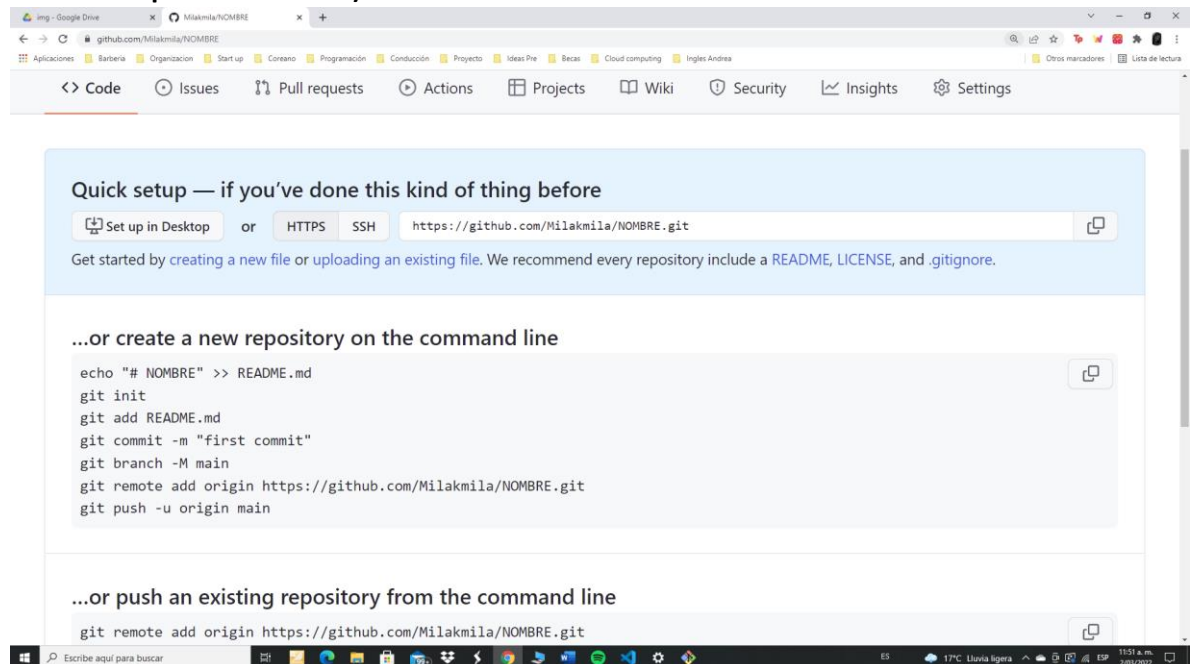 img - Google Drive
Milakmila/NOMBRE
github.com/Milakmila/NOMBRE
Aplicaciones Barberia Organizacion Start up Coreano Programación Conducción Proyecto Ideas Pre Becas Cloud computing Ingles Andrea Otros marcadores Lista de lectura
<> Code Issues Pull requests Actions Projects Wiki Security Insights Settings
Quick setup — if you've done this kind of thing before
Set up in Desktop or HTTPS SSH https://github.com/Milakmila/NOMBRE.git
Get started by creating a new file or uploading an existing file. We recommend every repository include a README, LICENSE, and .gitignore.
...or create a new repository on the command line
echo "# NOMBRE" >> README.md
git init
git add README.md
git commit -m "first commit"
git branch -M main
git remote add origin https://github.com/Milakmila/NOMBRE.git
git push -u origin main
...or push an existing repository from the command line
git remote add origin https://github.com/Milakmila/NOMBRE.git
Escribe aquí para buscar ES 17°C Lluvia ligera ESP 11:51 a. m.